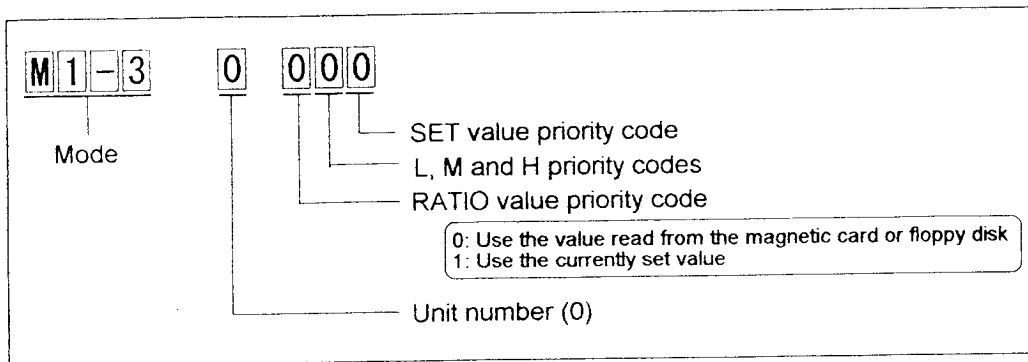 M1-3 0 000
SET value priority code
Mode
L, M and H priority codes
RATIO value priority code
0: Use the value read from the magnetic card or floppy disk
1: Use the currently set value
Unit number (0)